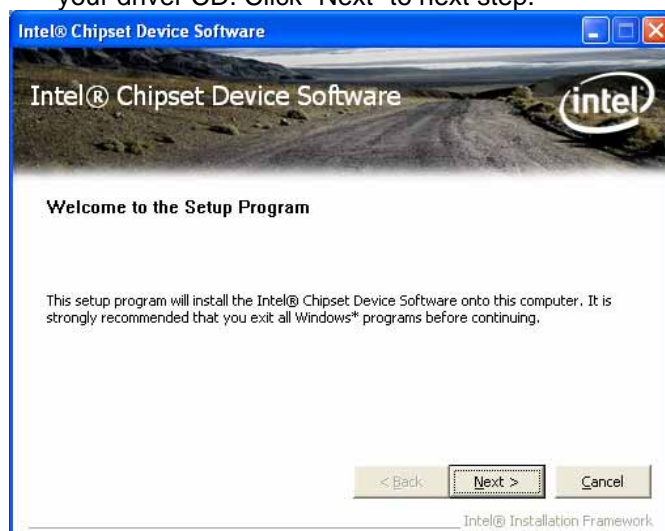 your driver CD. Click “Next” to next step.
Intel® Chipset Device Software
Intel® Chipset Device Software
intel
Welcome to the Setup Program
This setup program will install the Intel® Chipset Device Software onto this computer. It is
strongly recommended that you exit all Windows* programs before continuing.
< Back
Next >
Cancel
Intel® Installation Framework